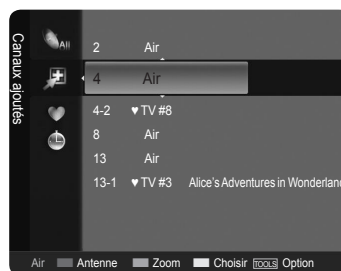 Canaux ajoutés
All
2 Air
4 Air
4-2 ♥ TV #8
8 Air
13 Air
13-1 ♥ TV #3 Alice's Adventures in Wonderland
Air Antenne Zoom Choisir TOOLS Option